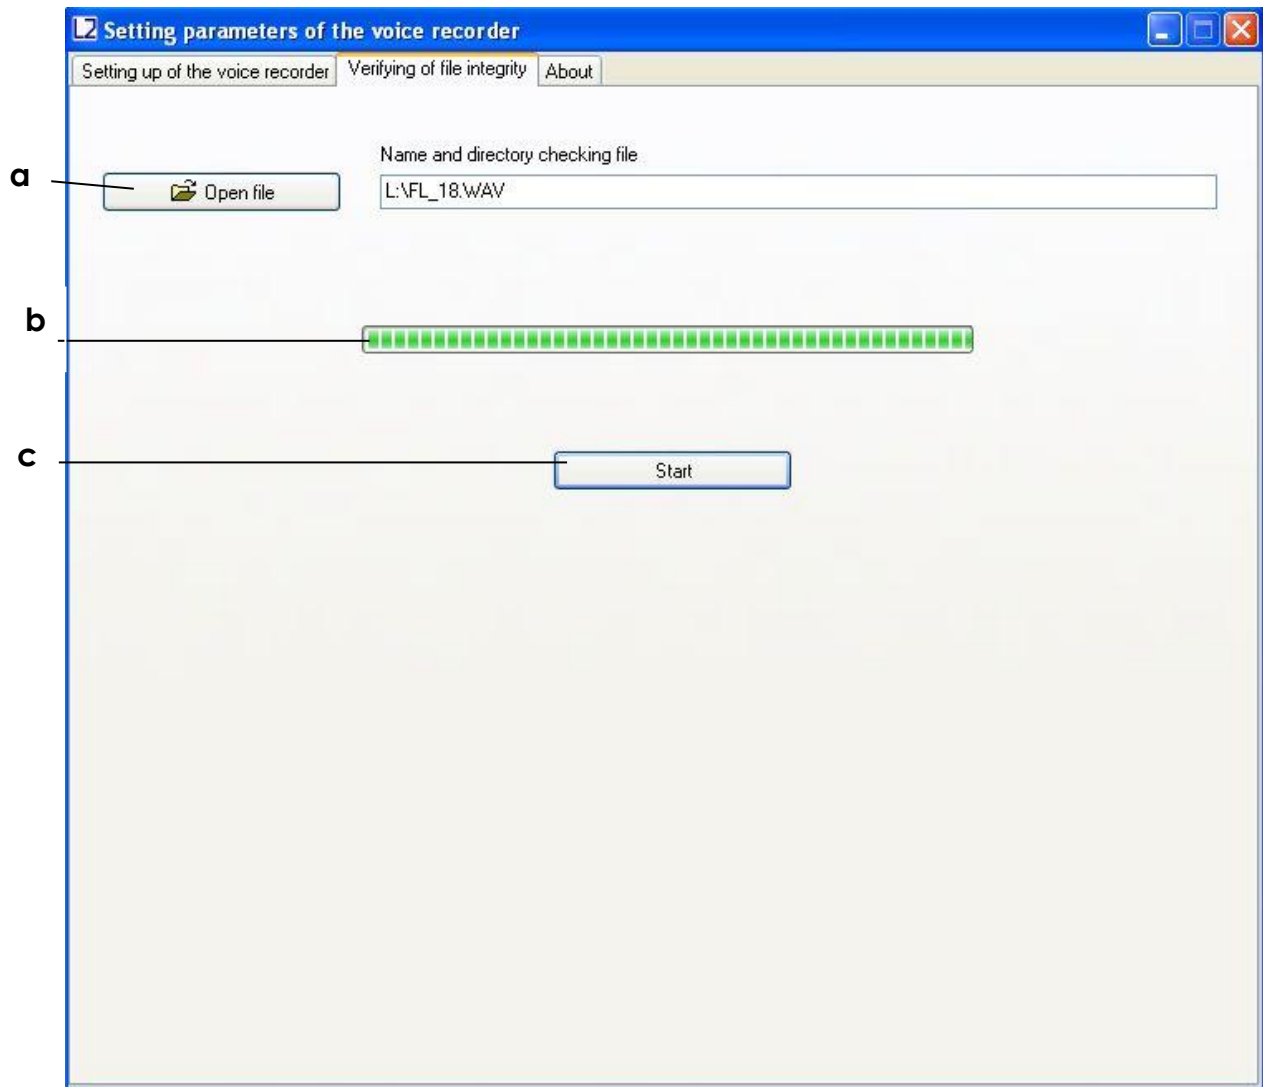 Setting parameters of the voice recorder
Setting up of the voice recorder Verifying of file integrity About
Name and directory checking file
a
Open file L:\FL_18.WAV
b
c
Start